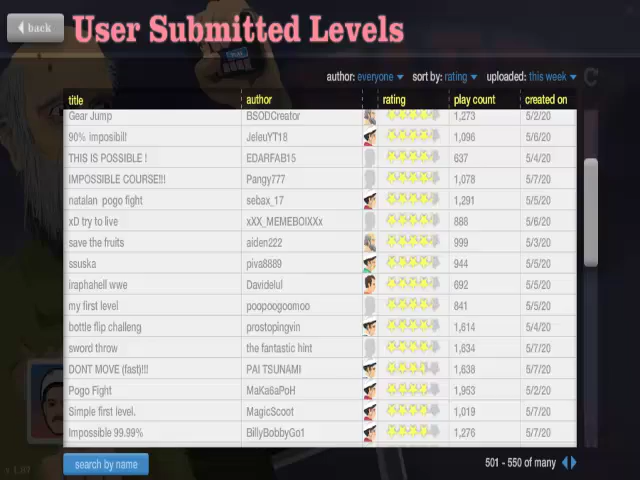 back
User Submitted Levels
author: everyone sort by: rating uploaded: this week
title author rating play count created on
Gear Jump BSODCreator 1,273 5/2/20
90% imposibil! JeleuYT18 1,096 5/6/20
THIS IS POSSIBLE ! EDARFAB15 637 5/4/20
IMPOSSIBLE COURSE!!! Pangy777 1,078 5/7/20
natalan pogo fight sebax_17 1,291 5/5/20
xD try to live xXX_MEMEBOIXXx 888 5/6/20
save the fruits aiden222 999 5/3/20
ssuska piva8889 944 5/5/20
iraphahell wwe Davidelul 692 5/5/20
my first level poopoogoomoo 841 5/5/20
bottle flip challeng prostopingvin 1,614 5/4/20
sword throw the fantastic hint 1,634 5/7/20
DONT MOVE (fast)!!! PAI TSUNAMI 1,638 5/7/20
Pogo Fight MaKa6aPoH 1,953 5/2/20
Simple first level. MagicScoot 1,019 5/7/20
Impossible 99.99% BillyBobbyGo1 1,276 5/7/20
search by name
501 - 550 of many